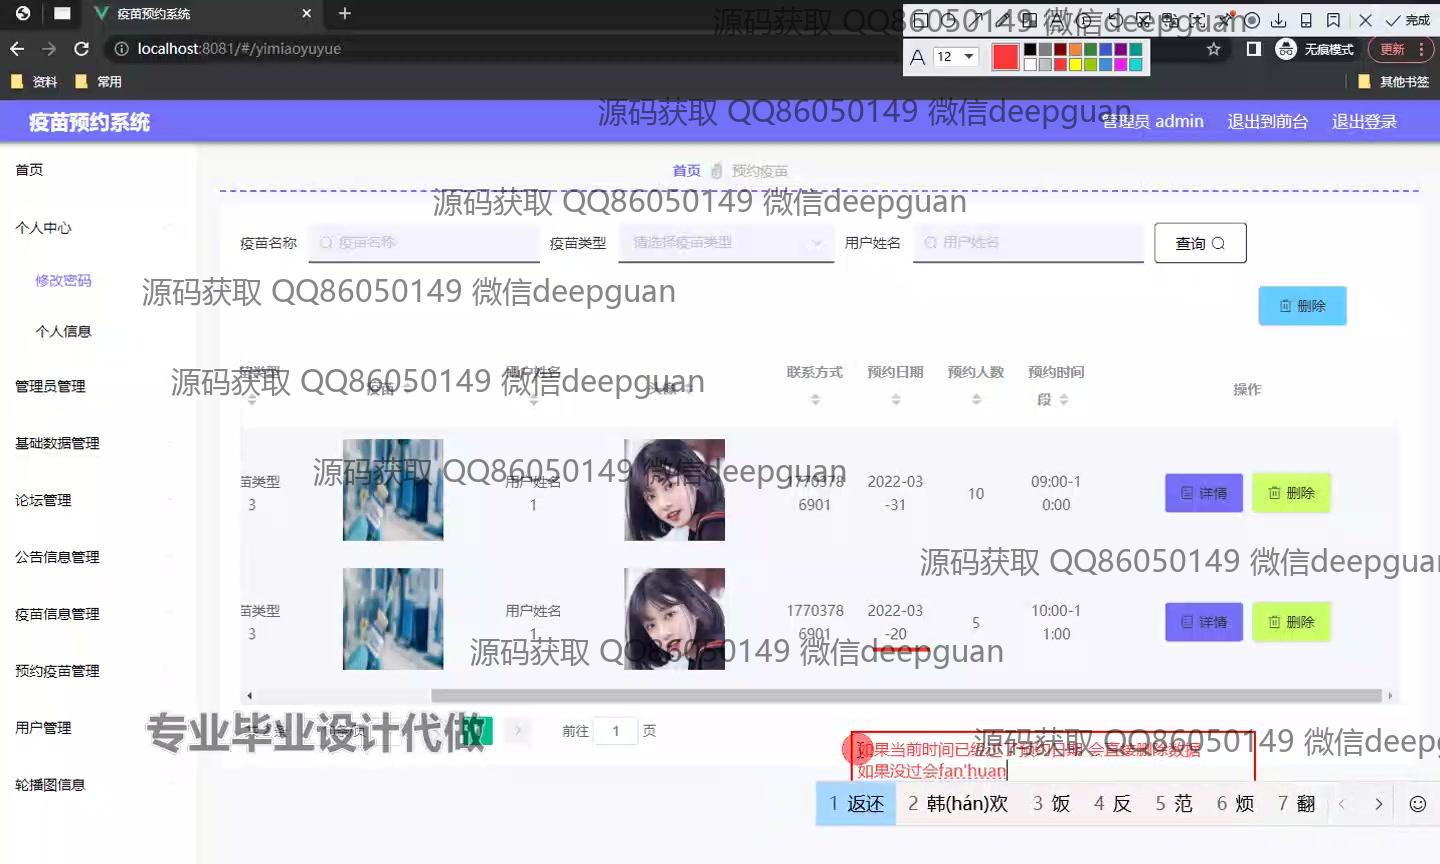 疫苗预约系统
源码获取 QQ86050149 微信deepguan
完成
localhost:8081/#/yimiaoyuyue
A 12
无痕模式
更新
资料
常用
其他书签
疫苗预约系统
源码获取 QQ86050149 微信deepguan
管理员 admin
退出到前台
退出登录
首页
首页 预约疫苗
源码获取 QQ86050149 微信deepguan
个人中心
疫苗名称 疫苗名称 疫苗类型 请选择疫苗类型 用户姓名 用户姓名 查询
修改密码
源码获取 QQ86050149 微信deepguan
删除
个人信息
管理员管理
源码获取 QQ86050149 微信deepguan
苗类型 疫苗 用户姓名 头像 联系方式 预约日期 预约人数 预约时间
段
操作
基础数据管理
源码获取 QQ86050149 微信deepguan
苗类型 用户姓名 1770378 2022-03 10 09:00-1 详情 删除
3 1 6901 -31 0:00
论坛管理
公告信息管理
源码获取 QQ86050149 微信deepguan
疫苗信息管理
苗类型 用户姓名 1770378 2022-03 5 10:00-1 详情 删除
3 1 6901 -20 1:00
源码获取 QQ86050149 微信deepguan
预约疫苗管理
用户管理
专业毕业设计代做
前往 1 页
源码获取 QQ86050149 微信deepg
如果当前时间已经过了预约日期 会直接删除数据
如果没过会fan'huan
轮播图信息
1 返还 2 韩(hán)欢 3 饭 4 反 5 范 6 烦 7 翻